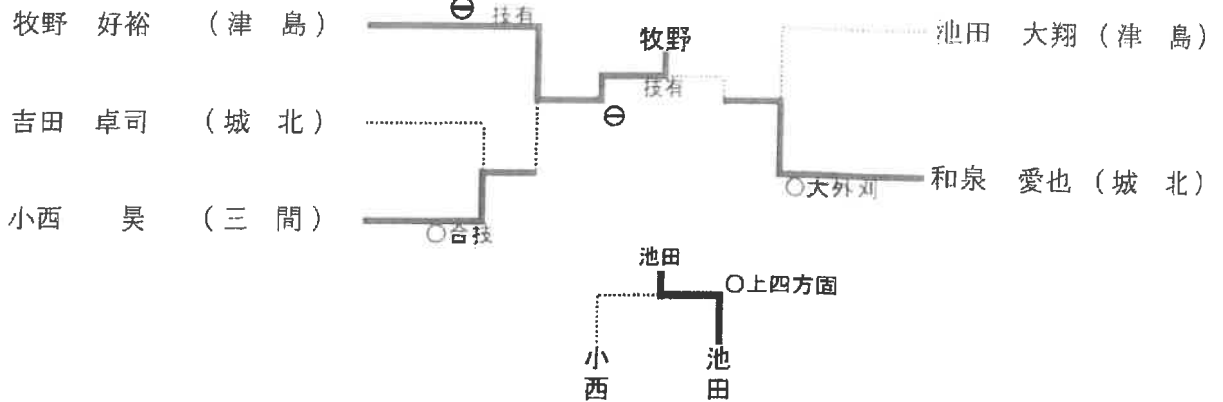 牧野 好裕 (津 島)
⊖ 技有
牧野
技有
⊖
池田 大翔 (津 島)
吉田 卓司 (城 北)
和泉 愛也 (城 北)
○大外刈
小西 昊 (三 間)
○合技
池田
○上四方固
小西
池田